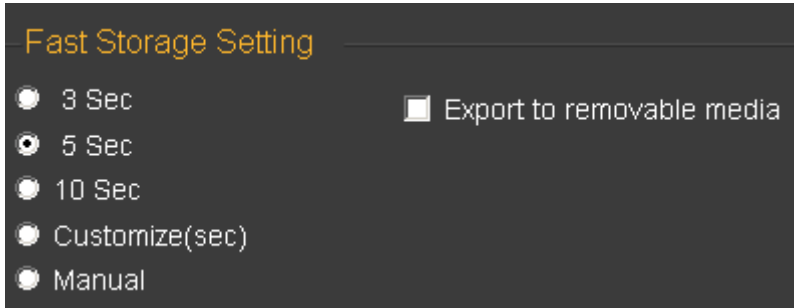 Fast Storage Setting
3 Sec
Export to removable media
5 Sec
10 Sec
Customize(sec)
Manual